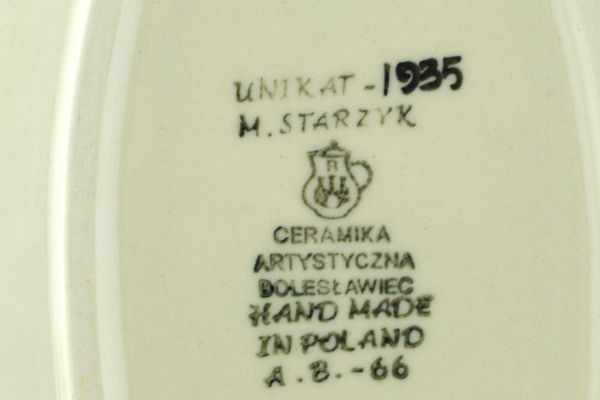 UNIKAT - 1935
M. STARZYK
CERAMIKA
ARTYSTYCZNA
BOLESŁAWIEC
HAND MADE
IN POLAND
A.B.-66